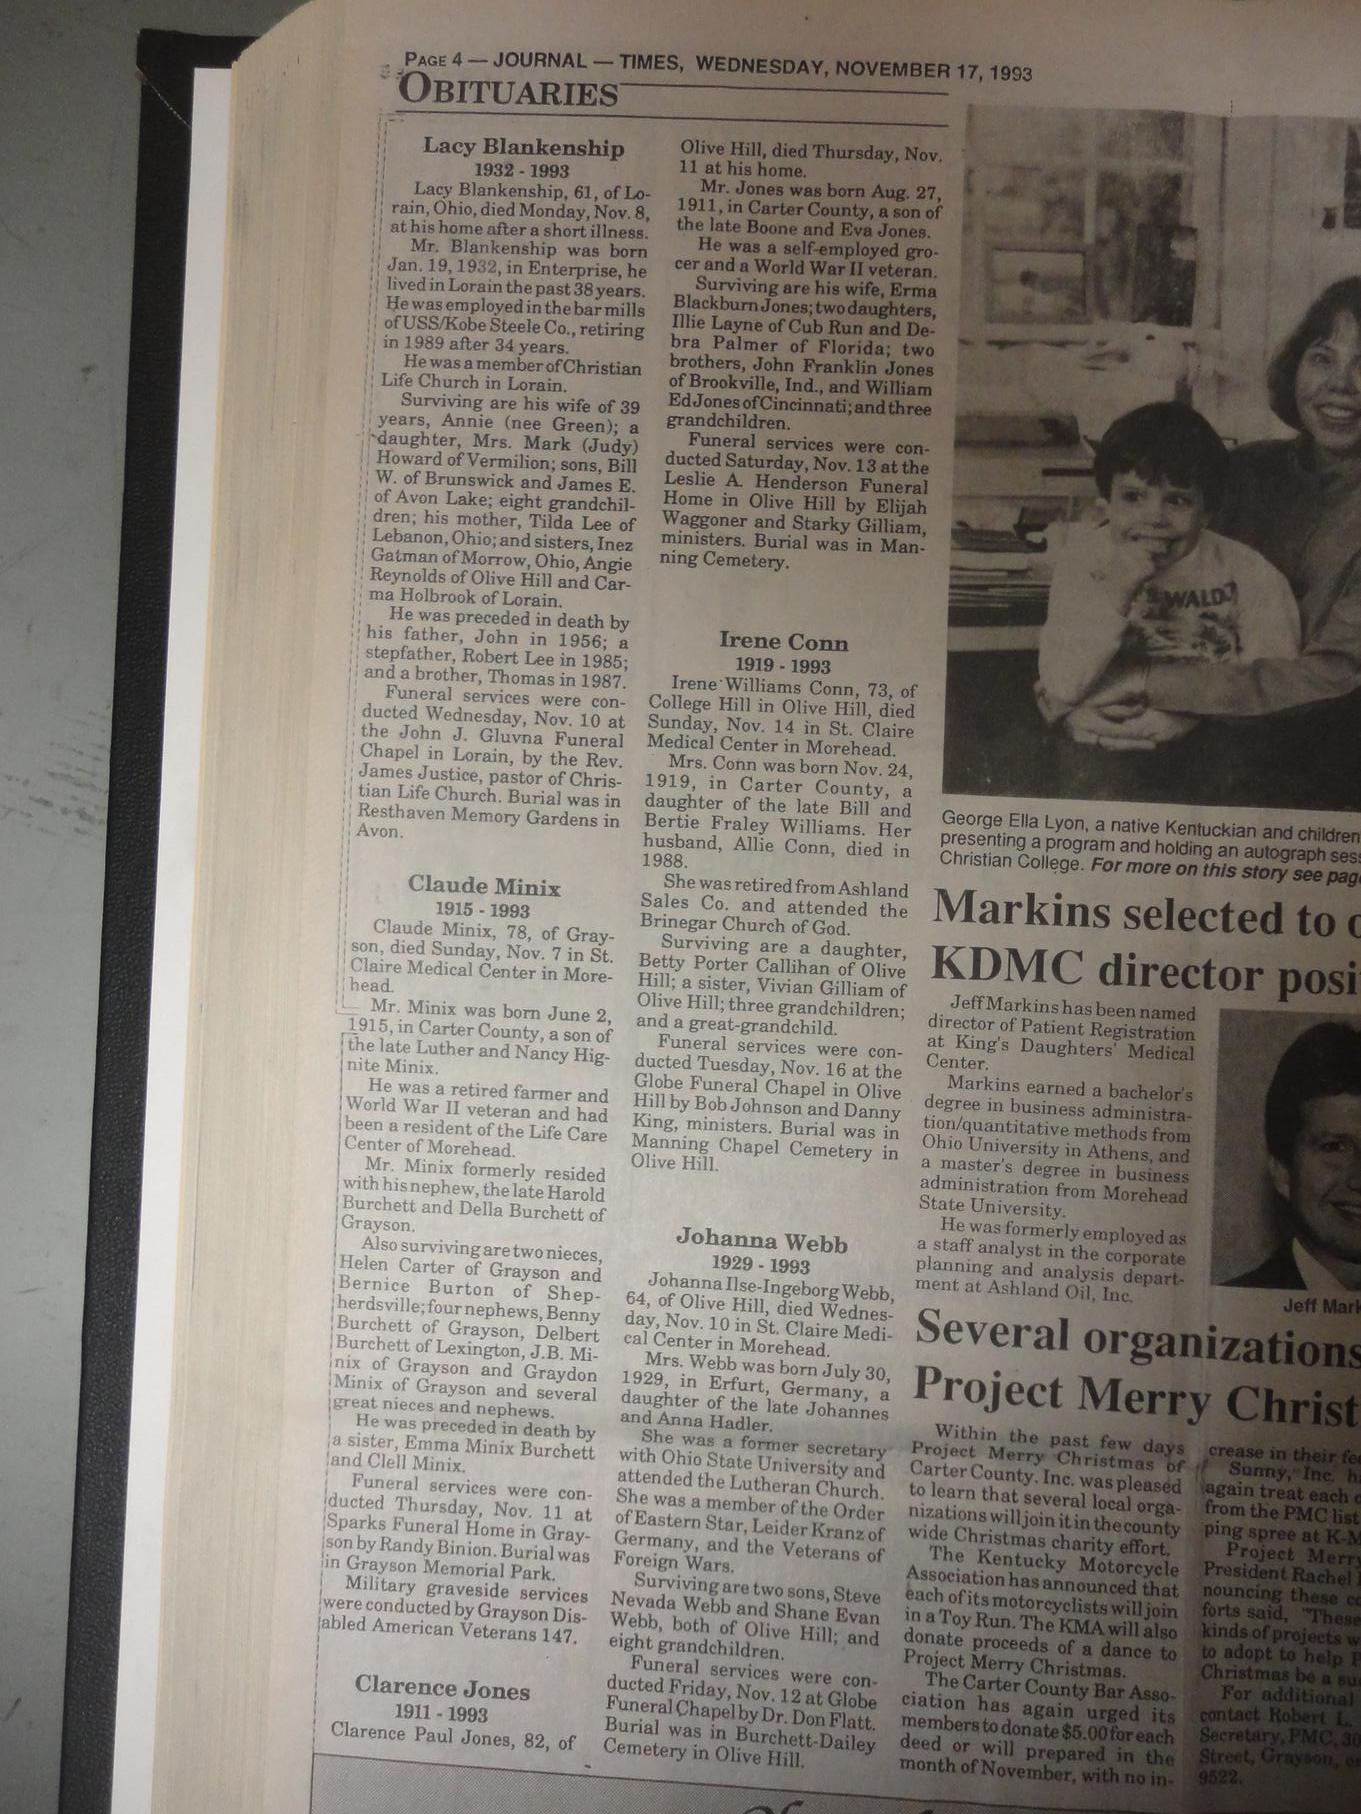 PAGE 4 — JOURNAL — TIMES, WEDNESDAY, NOVEMBER 17, 1993
OBITUARIES
Lacy Blankenship
1932 - 1993
Lacy Blankenship, 61, of Lo-
rain, Ohio, died Monday, Nov. 8,
at his home after a short illness.
Mr. Blankenship was born
Jan. 19, 1932, in Enterprise, he
lived in Lorain the past 38 years.
He was employed in the bar mills
of USS/Kobe Steele Co., retiring
in 1989 after 34 years.
He was a member of Christian
Life Church in Lorain.
Surviving are his wife of 39
years, Annie (nee Green); a
daughter, Mrs. Mark (Judy)
Howard of Vermilion; sons, Bill
W. of Brunswick and James E.
of Avon Lake; eight grandchil-
dren; his mother, Tilda Lee of
Lebanon, Ohio; and sisters, Inez
Gatman of Morrow, Ohio, Angie
Reynolds of Olive Hill and Car-
ma Holbrook of Lorain.
He was preceded in death by
his father, John in 1956; a
stepfather, Robert Lee in 1985;
and a brother, Thomas in 1987.
Funeral services were con-
ducted Wednesday, Nov. 10 at
the John J. Gluvna Funeral
Chapel in Lorain, by the Rev.
James Justice, pastor of Chris-
tian Life Church. Burial was in
Resthaven Memory Gardens in
Avon.
Claude Minix
1915 - 1993
Claude Minix, 78, of Gray-
son, died Sunday, Nov. 7 in St.
Claire Medical Center in More-
head.
Mr. Minix was born June 2,
1915, in Carter County, a son of
the late Luther and Nancy Hig-
nite Minix.
He was a retired farmer and
World War II veteran and had
been a resident of the Life Care
Center of Morehead.
Mr. Minix formerly resided
with his nephew, the late Harold
Burchett and Della Burchett of
Grayson.
Also surviving are two nieces,
Helen Carter of Grayson and
Bernice Burton of Shep-
herdsville; four nephews, Benny
Burchett of Grayson, Delbert
Burchett of Lexington, J.B. Mi-
nix of Grayson and Graydon
Minix of Grayson and several
great nieces and nephews.
He was preceded in death by
a sister, Emma Minix Burchett
and Clell Minix.
Funeral services were con-
ducted Thursday, Nov. 11 at
Sparks Funeral Home in Gray-
son by Randy Binion. Burial was
in Grayson Memorial Park.
Military graveside services
were conducted by Grayson Dis-
abled American Veterans 147.
Clarence Jones
1911 - 1993
Clarence Paul Jones, 82, of
Olive Hill, died Thursday, Nov.
11 at his home.
Mr. Jones was born Aug. 27,
1911, in Carter County, a son of
the late Boone and Eva Jones.
He was a self-employed gro-
cer and a World War II veteran.
Surviving are his wife, Erma
Blackburn Jones; two daughters,
Illie Layne of Cub Run and De-
bra Palmer of Florida; two
brothers, John Franklin Jones
of Brookville, Ind., and William
Ed Jones of Cincinnati; and three
grandchildren.
Funeral services were con-
ducted Saturday, Nov. 13 at the
Leslie A. Henderson Funeral
Home in Olive Hill by Elijah
Waggoner and Starky Gilliam,
ministers. Burial was in Man-
ning Cemetery.
Irene Conn
1919 - 1993
Irene Williams Conn, 73, of
College Hill in Olive Hill, died
Sunday, Nov. 14 in St. Claire
Medical Center in Morehead.
Mrs. Conn was born Nov. 24,
1919, in Carter County, a
daughter of the late Bill and
Bertie Fraley Williams. Her
husband, Allie Conn, died in
1988.
She was retired from Ashland
Sales Co. and attended the
Brinegar Church of God.
Surviving are a daughter,
Betty Porter Callihan of Olive
Hill; a sister, Vivian Gilliam of
Olive Hill; three grandchildren;
and a great-grandchild.
Funeral services were con-
ducted Tuesday, Nov. 16 at the
Globe Funeral Chapel in Olive
Hill by Bob Johnson and Danny
King, ministers. Burial was in
Manning Chapel Cemetery in
Olive Hill.
Johanna Webb
1929 - 1993
Johanna Ilse-Ingeborg Webb,
64, of Olive Hill, died Wednes-
day, Nov. 10 in St. Claire Medi-
cal Center in Morehead.
Mrs. Webb was born July 30,
1929, in Erfurt, Germany, a
daughter of the late Johannes
and Anna Hadler.
She was a former secretary
with Ohio State University and
attended the Lutheran Church.
She was a member of the Order
of Eastern Star, Leider Kranz of
Germany, and the Veterans of
Foreign Wars.
Surviving are two sons, Steve
Nevada Webb and Shane Evan
Webb, both of Olive Hill; and
eight grandchildren.
Funeral services were con-
ducted Friday, Nov. 12 at Globe
Funeral Chapel by Dr. Don Flatt.
Burial was in Burchett-Dailey
Cemetery in Olive Hill.
WALDO
George Ella Lyon, a native Kentuckian and children
presenting a program and holding an autograph sess
Christian College. For more on this story see page
Markins selected to
KDMC director posi
Jeff Markins has been named
director of Patient Registration
at King's Daughters' Medical
Center.
Markins earned a bachelor's
degree in business administra-
tion/quantitative methods from
Ohio University in Athens, and
a master's degree in business
administration from Morehead
State University.
He was formerly employed as
a staff analyst in the corporate
planning and analysis depart-
ment at Ashland Oil, Inc.
Jeff Mark
Several organizations
Project Merry Christ
Within the past few days
Project Merry Christmas of
Carter County. Inc. was pleased
to learn that several local orga-
nizations will join it in the county
wide Christmas charity effort.
The Kentucky Motorcycle
Association has announced that
each of its motorcyclists will join
in a Toy Run. The KMA will also
donate proceeds of a dance to
Project Merry Christmas.
The Carter County Bar Asso-
ciation has again urged its
members to donate $5.00 for each
deed or will prepared in the
month of November, with no in-
crease in their fe
Sunny, Inc. h
again treat each
from the PMC list
ping spree at K-M
Project Merry
President Rachel
nouncing these co
forts said, "These
kinds of projects w
to adopt to help
Christmas be a su
For additional
contact Robert L.
Secretary, PMC, 30
Street, Grayson, or
9522.